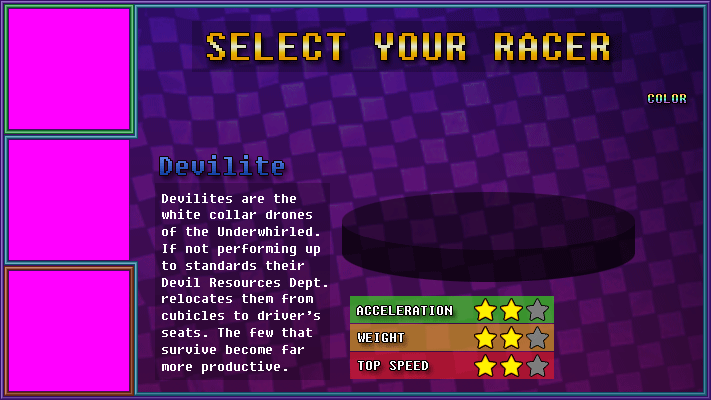 SELECT YOUR RACER
COLOR
Devilite
Devilites are the
white collar drones
of the Underwhirled.
If not performing up
to standards their
Devil Resources Dept.
relocates them from
cubicles to driver's
seats. The few that
survive become far
more productive.
ACCELERATION
WEIGHT
TOP SPEED